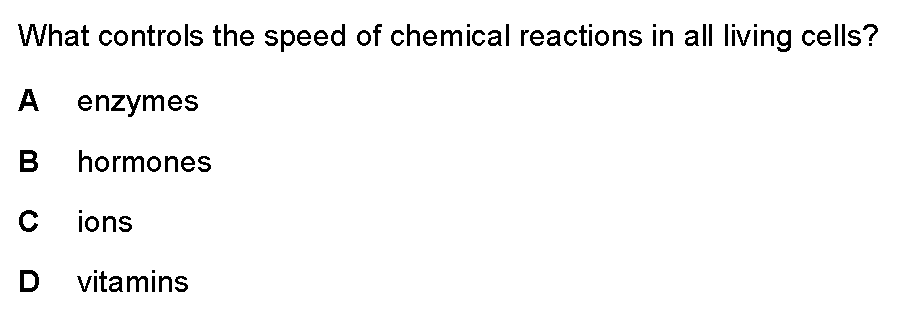 What controls the speed of chemical reactions in all living cells?
A enzymes
B hormones
C ions
D vitamins